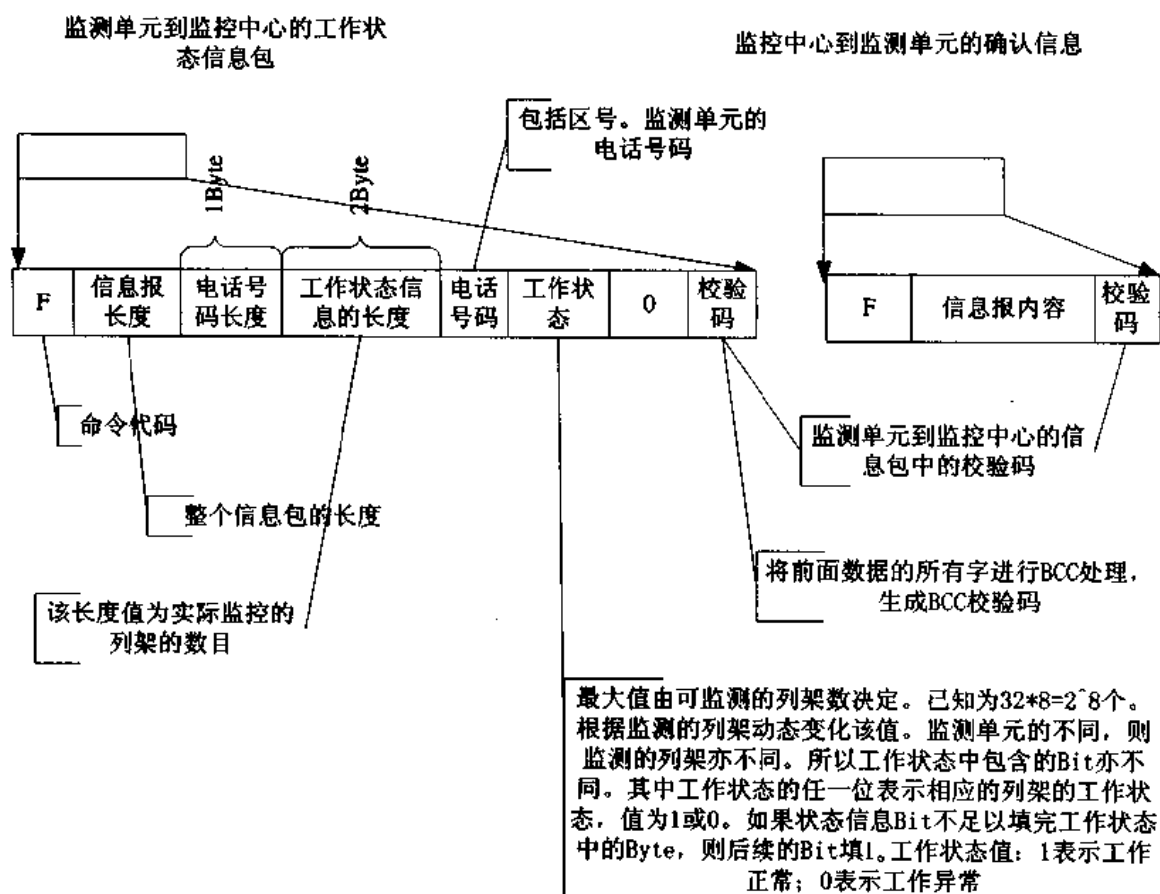 监测单元到监控中心的工作状
态信息包
监控中心到监测单元的确认信息
包括区号。监测单元的
电话号码
1Byte
2Byte
F
信息报
长度
电话号
码长度
工作状态信
息的长度
电话
号码
工作状
态
0
校验
码
F
信息报内容
校验
码
命令代码
监测单元到监控中心的信
息包中的校验码
整个信息包的长度
将前面数据的所有字进行BCC处理,
生成BCC校验码
该长度值为实际监控的
列架的数目
最大值由可监测的列架数决定。已知为32*8=2^8个。
根据监测的列架动态变化该值。监测单元的不同，则
监测的列架亦不同。所以工作状态中包含的Bit亦不
同。其中工作状态的任一位表示相应的列架的工作状
态，值为1或0。如果状态信息Bit不足以填完工作状态
中的Byte，则后续的Bit填1。工作状态值：1表示工作
正常；0表示工作异常